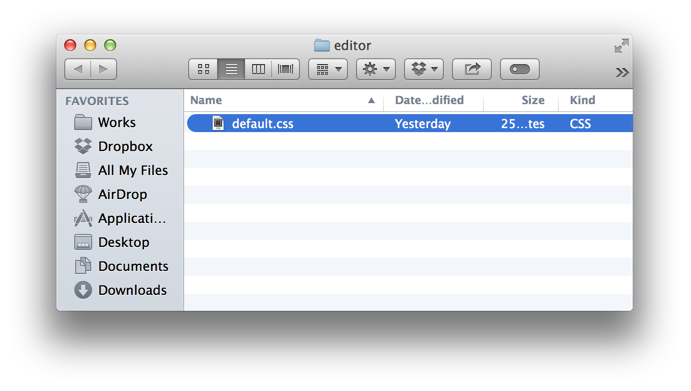 editor
FAVORITES
Works
Dropbox
All My Files
AirDrop
Applicati...
Desktop
Documents
Downloads
Name Date...dified Size Kind
default.css Yesterday 25...tes CSS